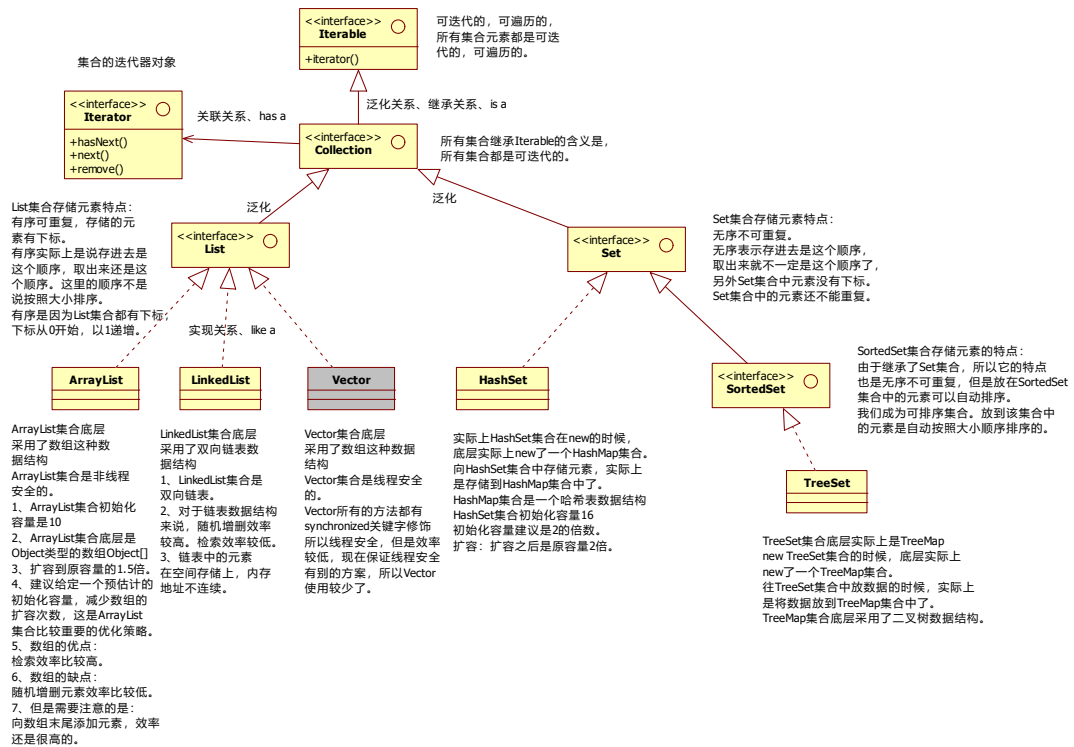 <<interface>>
Iterable
+iterator()
可迭代的，可遍历的，
所有集合元素都是可迭
代的，可遍历的。
集合的迭代器对象
<<interface>>
Iterator
+hasNext()
+next()
+remove()
关联关系、has a
泛化关系、继承关系、is a
<<interface>>
Collection
所有集合继承Iterable的含义是，
所有集合都是可迭代的。
泛化
泛化
List集合存储元素特点：
有序可重复，存储的元
素有下标。
有序实际上是说存进去是
这个顺序，取出来还是这
个顺序。这里的顺序不是
说按照大小排序。
有序是因为List集合都有下标，
下标从0开始，以1递增。
<<interface>>
List
<<interface>>
Set
Set集合存储元素特点：
无序不可重复。
无序表示存进去是这个顺序，
取出来就不一定是这个顺序了，
另外Set集合中元素没有下标。
Set集合中的元素还不能重复。
实现关系、like a
ArrayList
LinkedList
Vector
HashSet
<<interface>>
SortedSet
SortedSet集合存储元素的特点：
由于继承了Set集合，所以它的特点
也是无序不可重复，但是放在SortedSet
集合中的元素可以自动排序。
我们成为可排序集合。放到该集合中
的元素是自动按照大小顺序排序的。
ArrayList集合底层
采用了数组这种数
据结构
ArrayList集合是非线程
安全的。
1、ArrayList集合初始化
容量是10
2、ArrayList集合底层是
Object类型的数组Object[]
3、扩容到原容量的1.5倍。
4、建议给定一个预估计的
初始化容量，减少数组的
扩容次数，这是ArrayList
集合比较重要的优化策略。
5、数组的优点：
检索效率比较高。
6、数组的缺点：
随机增删元素效率比较低。
7、但是需要注意的是：
向数组末尾添加元素，效率
还是很高的。
LinkedList集合底层
采用了双向链表数
据结构
1、LinkedList集合是
双向链表。
2、对于链表数据结构
来说，随机增删效率
较高。检索效率较低。
3、链表中的元素
在空间存储上，内存
地址不连续。
Vector集合底层
采用了数组这种数据
结构
Vector集合是线程安全
的。
Vector所有的方法都有
synchronized关键字修饰
所以线程安全，但是效率
较低，现在保证线程安全
有别的方案，所以Vector
使用较少了。
实际上HashSet集合在new的时候，
底层实际上new了一个HashMap集合。
向HashSet集合中存储元素，实际上
是存储到HashMap集合中了。
HashMap集合是一个哈希表数据结构
HashSet集合初始化容量16
初始化容量建议是2的倍数。
扩容：扩容之后是原容量2倍。
TreeSet
TreeSet集合底层实际上是TreeMap
new TreeSet集合的时候，底层实际上
new了一个TreeMap集合。
往TreeSet集合中放数据的时候，实际上
是将数据放到TreeMap集合中了。
TreeMap集合底层采用了二叉树数据结构。